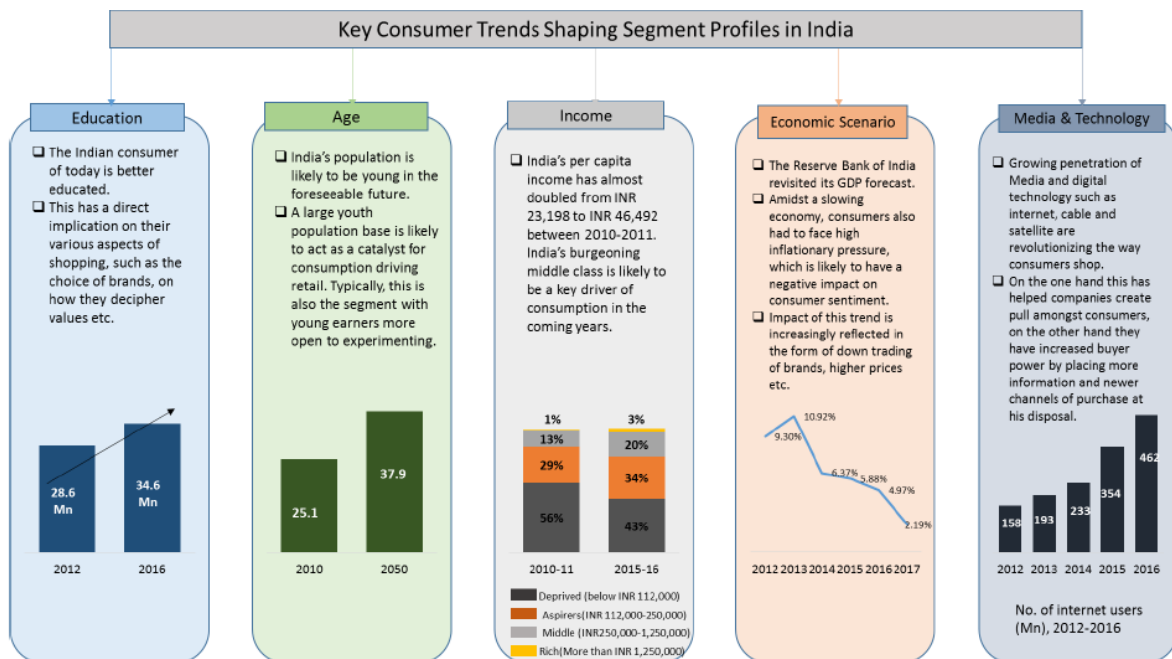 Key Consumer Trends Shaping Segment Profiles in India
Education
❑ The Indian consumer
of today is better
educated.
❑ This has a direct
implication on their
various aspects of
shopping, such as the
choice of brands, on
how they decipher
values etc.
28.6
Mn
34.6
Mn
2012
2016
Age
❑ India's population is
likely to be young in the
foreseeable future.
❑ A large youth
population base is likely
to act as a catalyst for
consumption driving
retail. Typically, this is
also the segment with
young earners more
open to experimenting.
25.1
37.9
2010
2050
Income
❑ India's per capita
income has almost
doubled from INR
23,198 to INR 46,492
between 2010-2011.
India's burgeoning
middle class is likely to
be a key driver of
consumption in the
coming years.
1%
13%
29%
56%
3%
20%
34%
43%
2010-11
2015-16
Deprived (below INR 112,000)
Aspirers(INR 112,000-250,000)
Middle (INR250,000-1,250,000)
Rich(More than INR 1,250,000)
Economic Scenario
❑ The Reserve Bank of India
revisited its GDP forecast.
❑ Amidst a slowing
economy, consumers also
had to face high
inflationary pressure,
which is likely to have a
negative impact on
consumer sentiment.
❑ Impact of this trend is
increasingly reflected in
the form of down trading
of brands, higher prices
etc.
9.30%
10.92%
6.37%
5.88%
4.97%
2.19%
2012 2013 2014 2015 2016 2017
Media & Technology
❑ Growing penetration of
Media and digital
technology such as
internet, cable and
satellite are
revolutionizing the way
consumers shop.
❑ On the one hand this has
helped companies create
pull amongst consumers,
on the other hand they
have increased buyer
power by placing more
information and newer
channels of purchase at
his disposal.
158
193
233
354
462
2012 2013 2014 2015 2016
No. of internet users
(Mn), 2012-2016